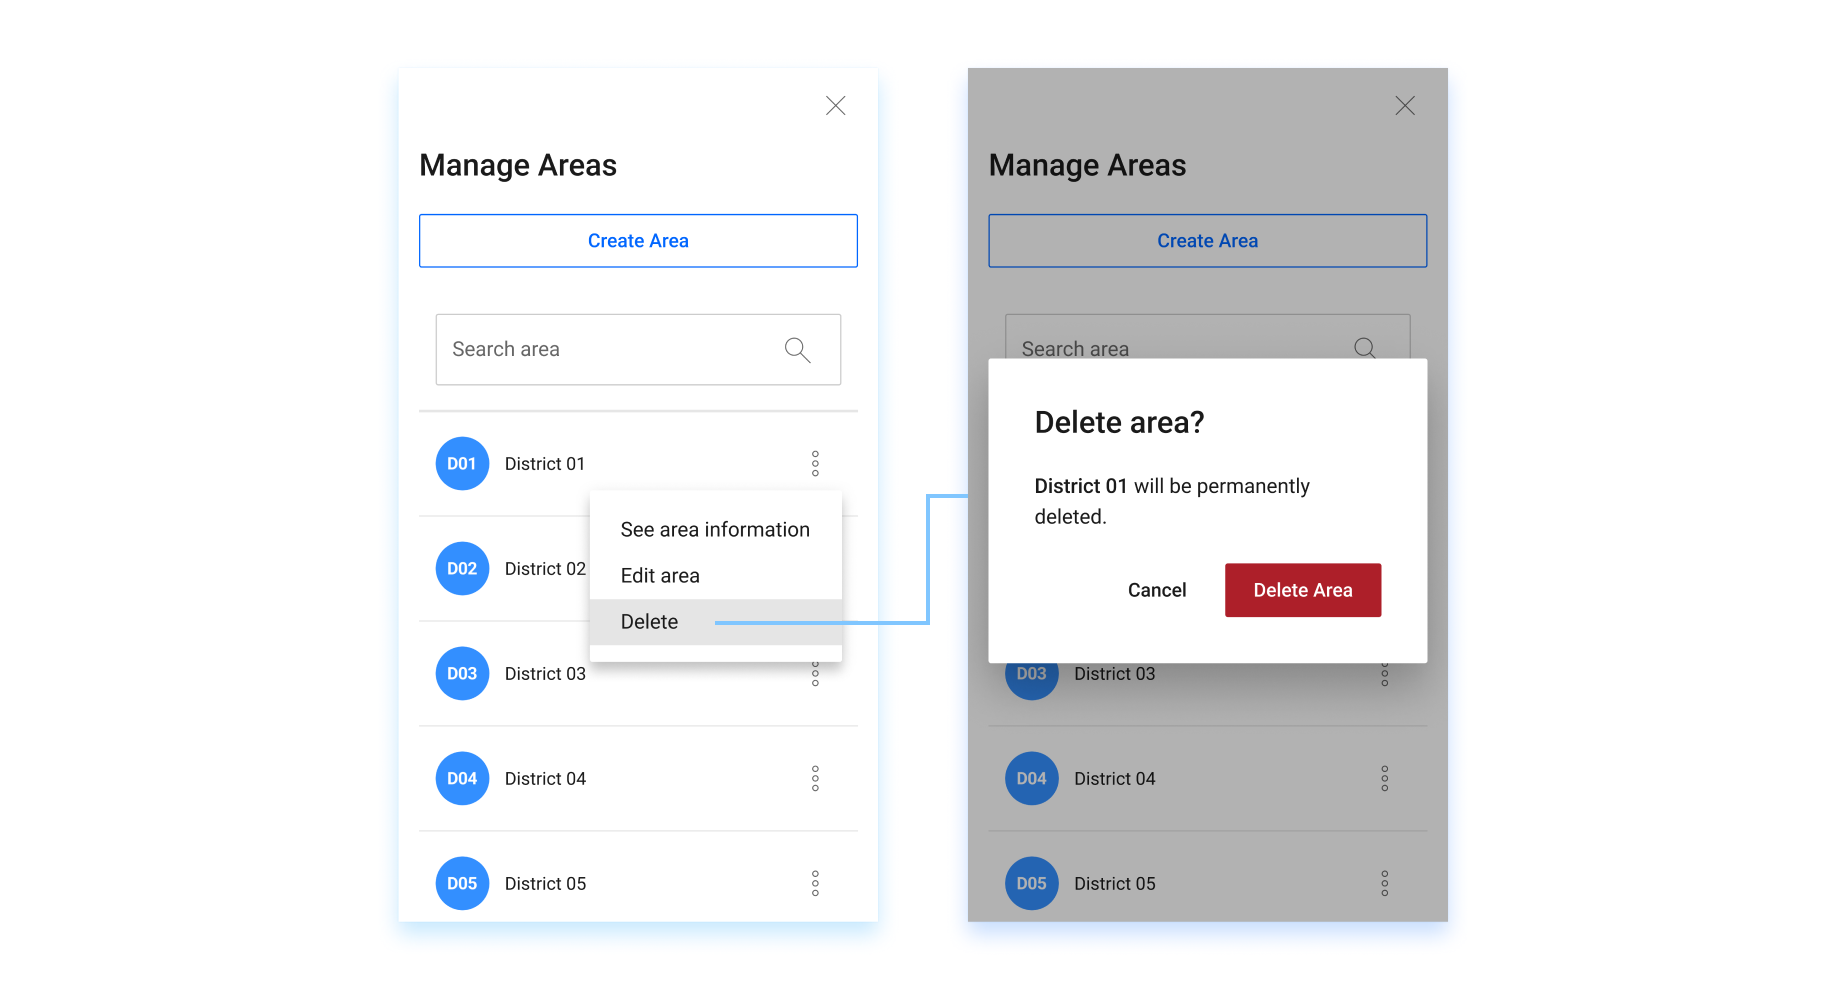 Manage Areas
Create Area
Search area
D01 District 01
See area information
D02 District 02
Edit area
Delete
D03 District 03
D04 District 04
D05 District 05
Manage Areas
Create Area
Search area
Delete area?
District 01 will be permanently
deleted.
Cancel Delete Area
D03 District 03
D04 District 04
D05 District 05